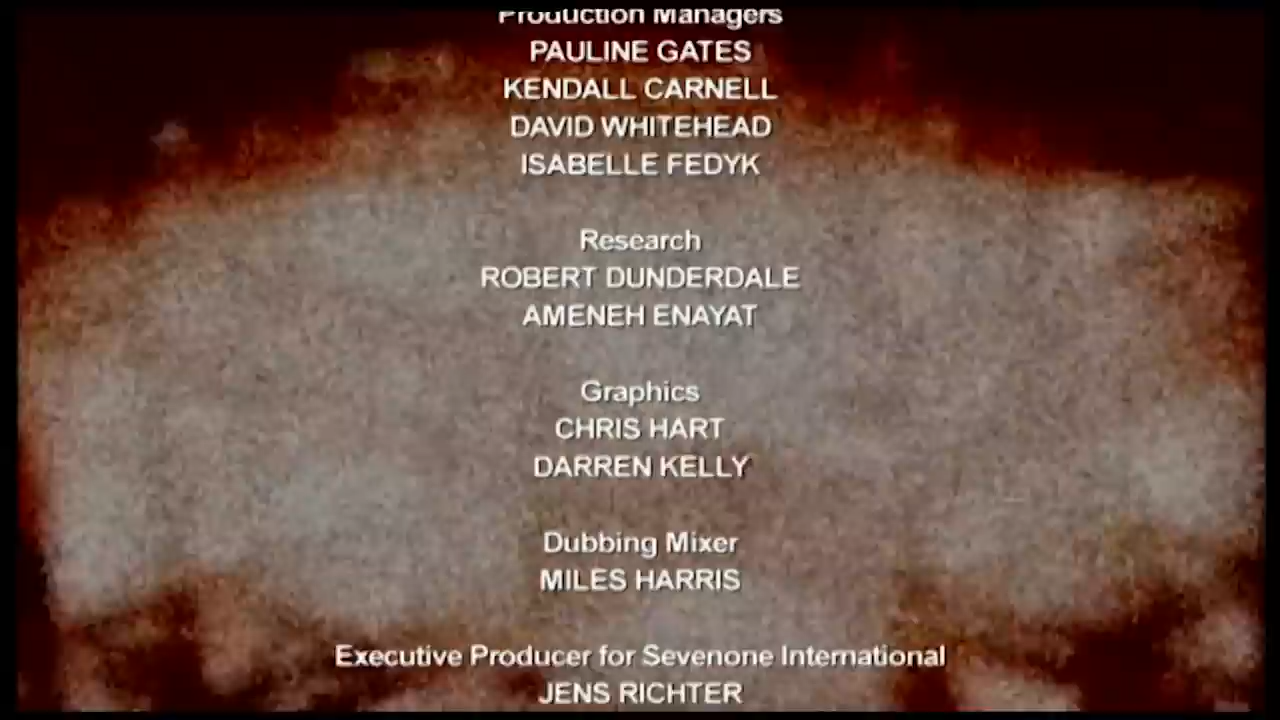 Production Managers
PAULINE GATES
KENDALL CARNELL
DAVID WHITEHEAD
ISABELLE FEDYK
Research
ROBERT DUNDERDALE
AMENEH ENAYAT
Graphics
CHRIS HART
DARREN KELLY
Dubbing Mixer
MILES HARRIS
Executive Producer for Sevenone International
JENS RICHTER